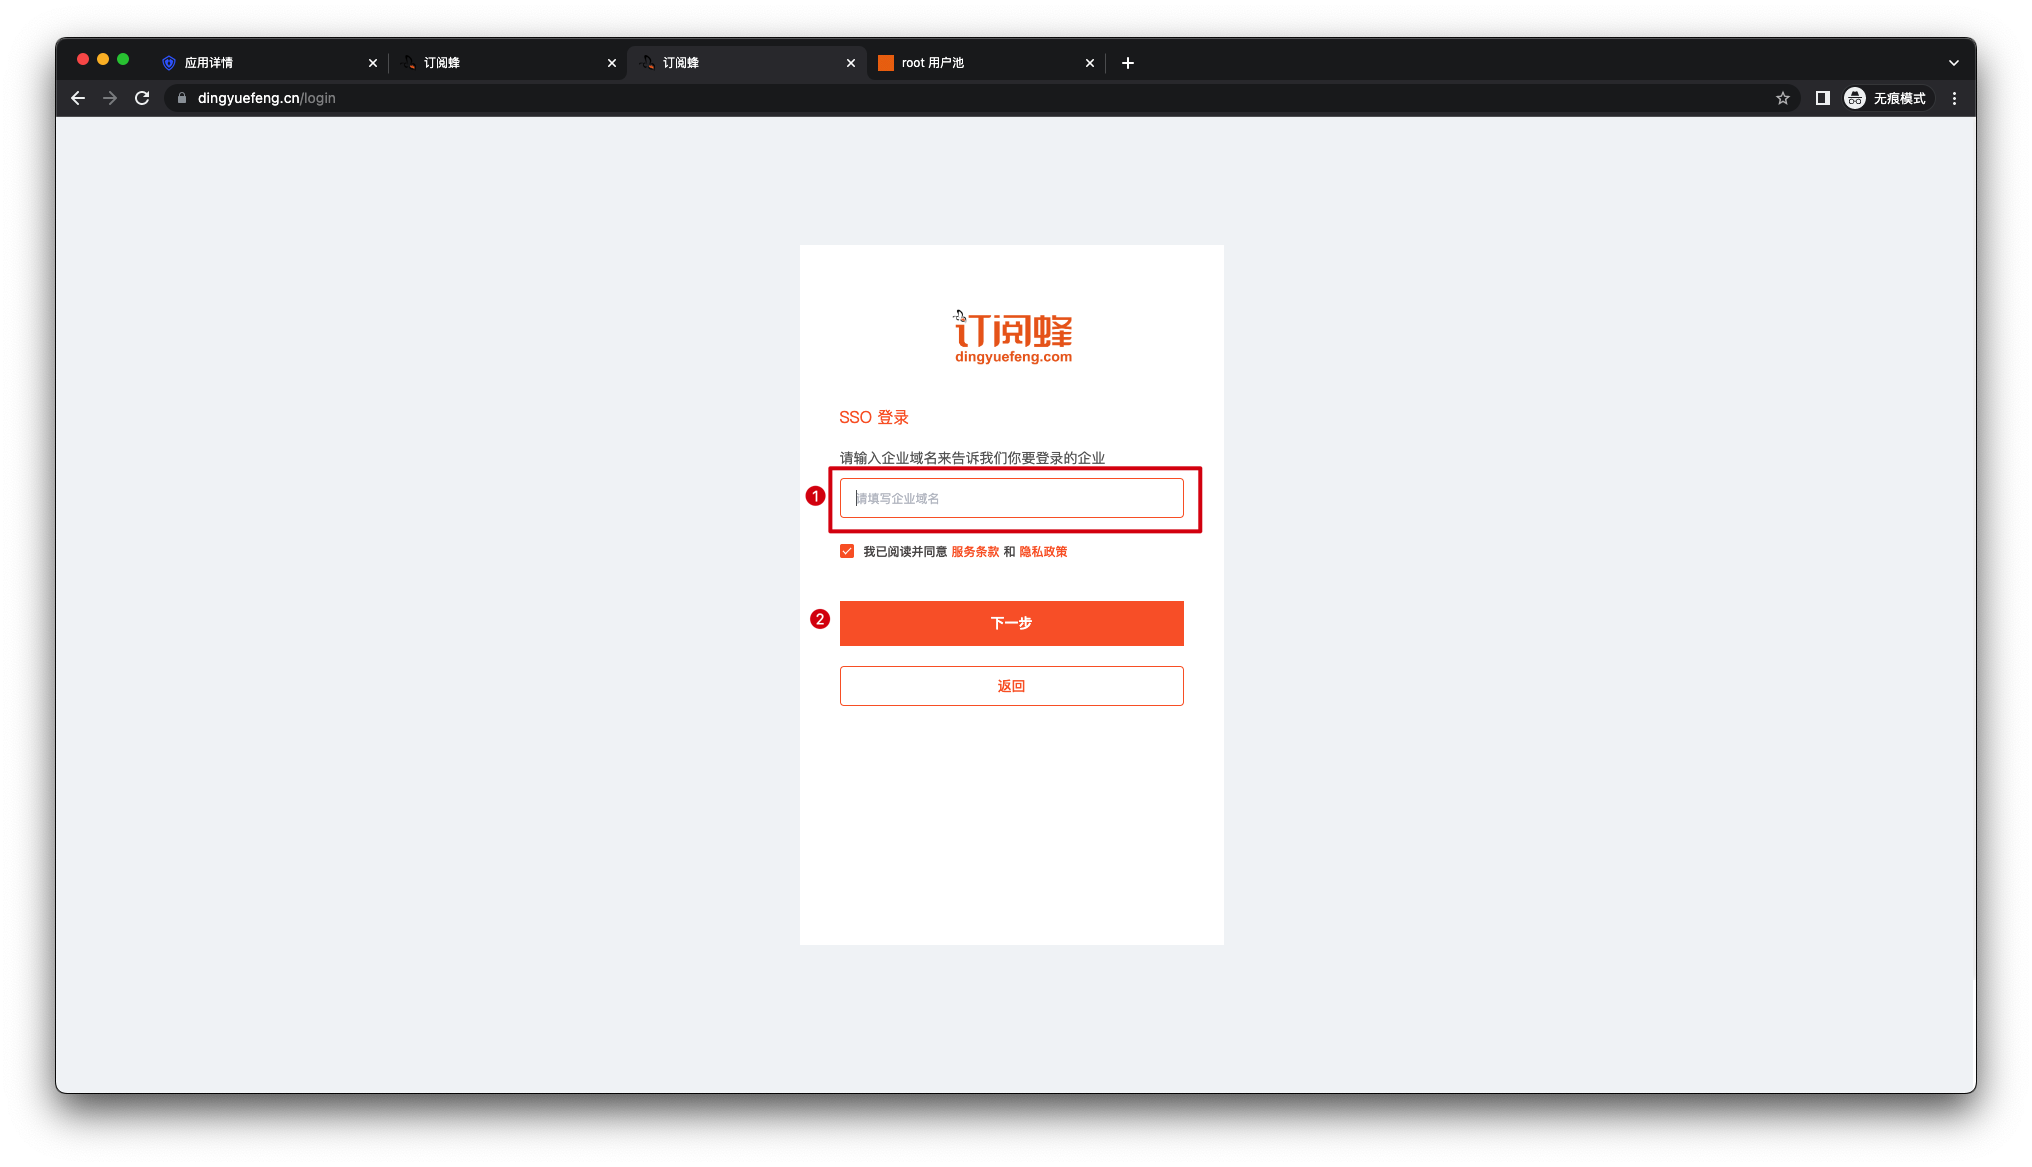 应用详情
订阅蜂
订阅蜂
root 用户池
dingyuefeng.cn/login
无痕模式
订阅蜂
dingyuefeng.com
SSO 登录
请输入企业域名来告诉我们你要登录的企业
1
请填写企业域名
我已阅读并同意 服务条款 和 隐私政策
2
下一步
返回